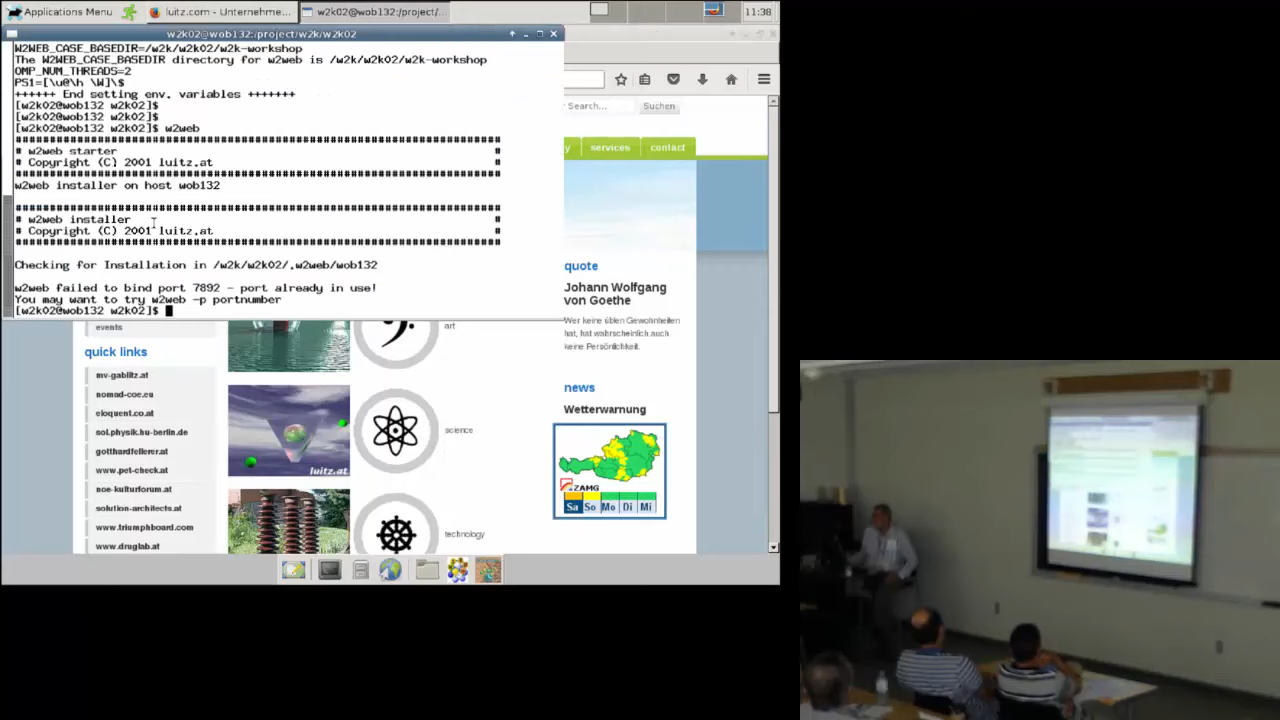 Applications Menu
luitz.com - Unternehme...
w2k02@wob132:/project/...
11:38
w2k02@wob132:/project/w2k/w2k02
W2WEB_CASE_BASEDIR=/w2k/w2k02/w2k-workshop
The W2WEB_CASE_BASEDIR directory for w2web is /w2k/w2k02/w2k-workshop
OMP_NUM_THREADS=2
PS1=[\u@\h \W]\$
++++++ End setting env. variables +++++++
[w2k02@wob132 w2k02]$
[w2k02@wob132 w2k02]$
[w2k02@wob132 w2k02]$ w2web
#######################################################################
# w2web starter #
# Copyright (C) 2001 luitz.at #
#######################################################################
w2web installer on host wob132
#######################################################################
# w2web installer #
# Copyright (C) 2001 luitz.at #
#######################################################################
Checking for Installation in /w2k/w2k02/.w2web/wob132
w2web failed to bind port 7892 - port already in use!
You may want to try w2web -p portnumber
[w2k02@wob132 w2k02]$
Search...
Suchen
y
services
contact
quote
Johann Wolfgang
von Goethe
Wer keine üblen Gewohnheiten
hat, hat wahrscheinlich auch
keine Persönlichkeit.
news
Wetterwarnung
ZAMG
Sa So Mo Di Mi
events
quick links
mv-gablitz.at
nomad-coe.eu
eloquent.co.at
sol.physik.hu-berlin.de
gotthardfellerer.at
www.pet-check.at
noe-kulturforum.at
solution-architects.at
www.triumphboard.com
www.druglab.at
luitz.at
art
science
technology